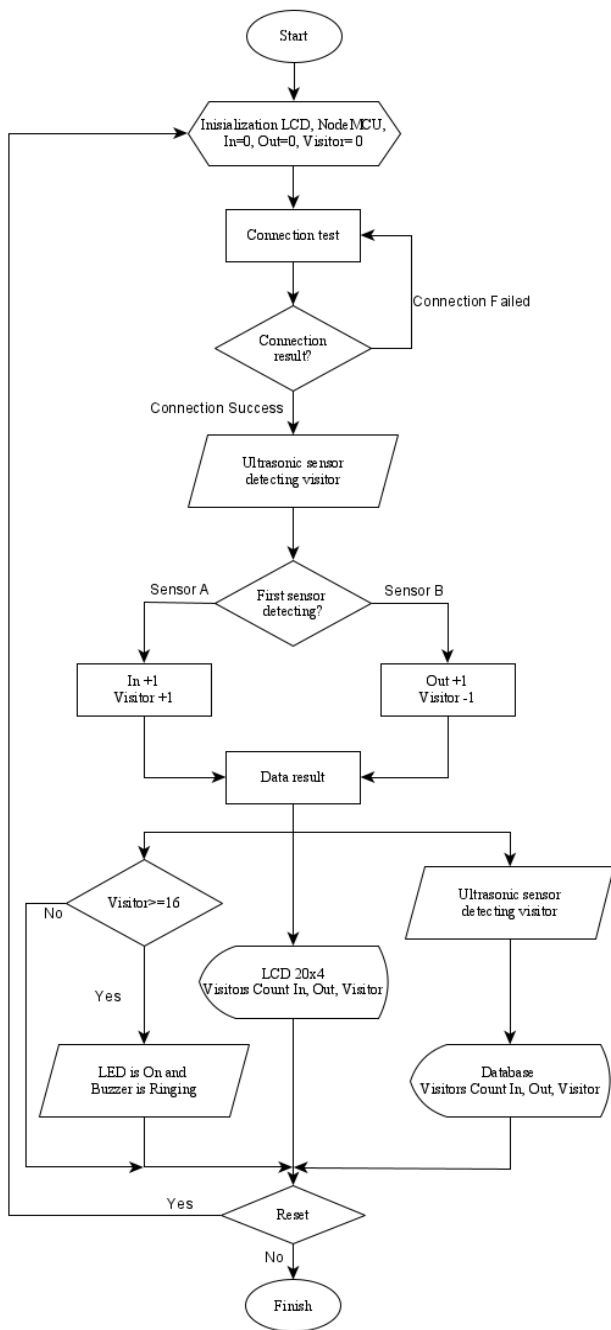 Start
Inisialization LCD, NodeMCU,
In=0, Out=0, Visitor= 0
Connection test
Connection Failed
Connection
result?
Connection Success
Ultrasonic sensor
detecting visitor
Sensor A
First sensor
detecting?
Sensor B
In +1
Visitor +1
Out +1
Visitor -1
Data result
Visitor>=16
No
Ultrasonic sensor
detecting visitor
LCD 20x4
Visitors Count In, Out, Visitor
Yes
LED is On and
Buzzer is Ringing
Database
Visitors Count In, Out, Visitor
Yes
Reset
No
Finish